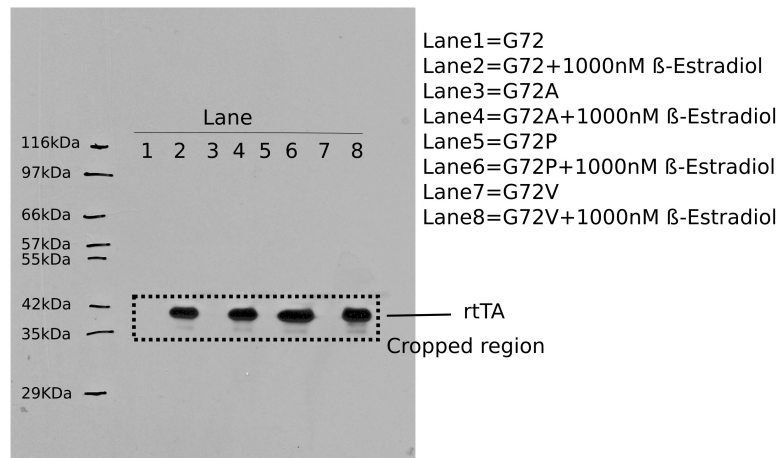 Lane1=G72
Lane2=G72+1000nM ß-Estradiol
Lane3=G72A
Lane4=G72A+1000nM ß-Estradiol
Lane5=G72P
Lane6=G72P+1000nM ß-Estradiol
Lane7=G72V
Lane8=G72V+1000nM ß-Estradiol
Lane
1 2 3 4 5 6 7 8
116kDa
97kDa
66kDa
57kDa
55kDa
42kDa
35kDa
29KDa
rtTA
Cropped region